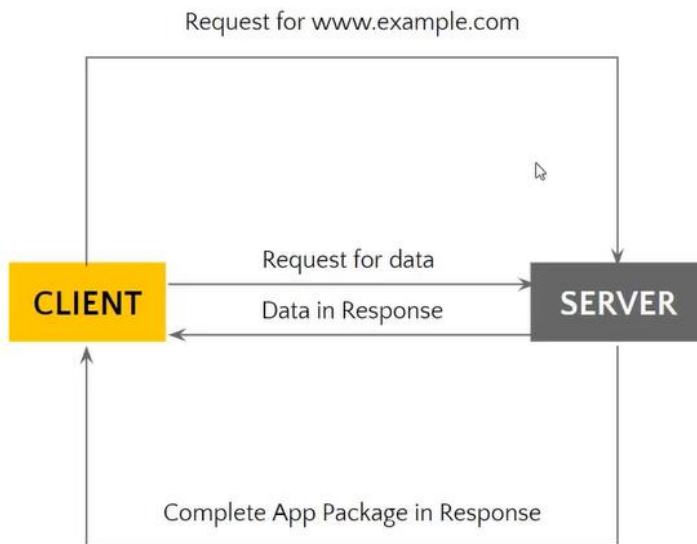 Request for www.example.com
Request for data
CLIENT
SERVER
Data in Response
Complete App Package in Response